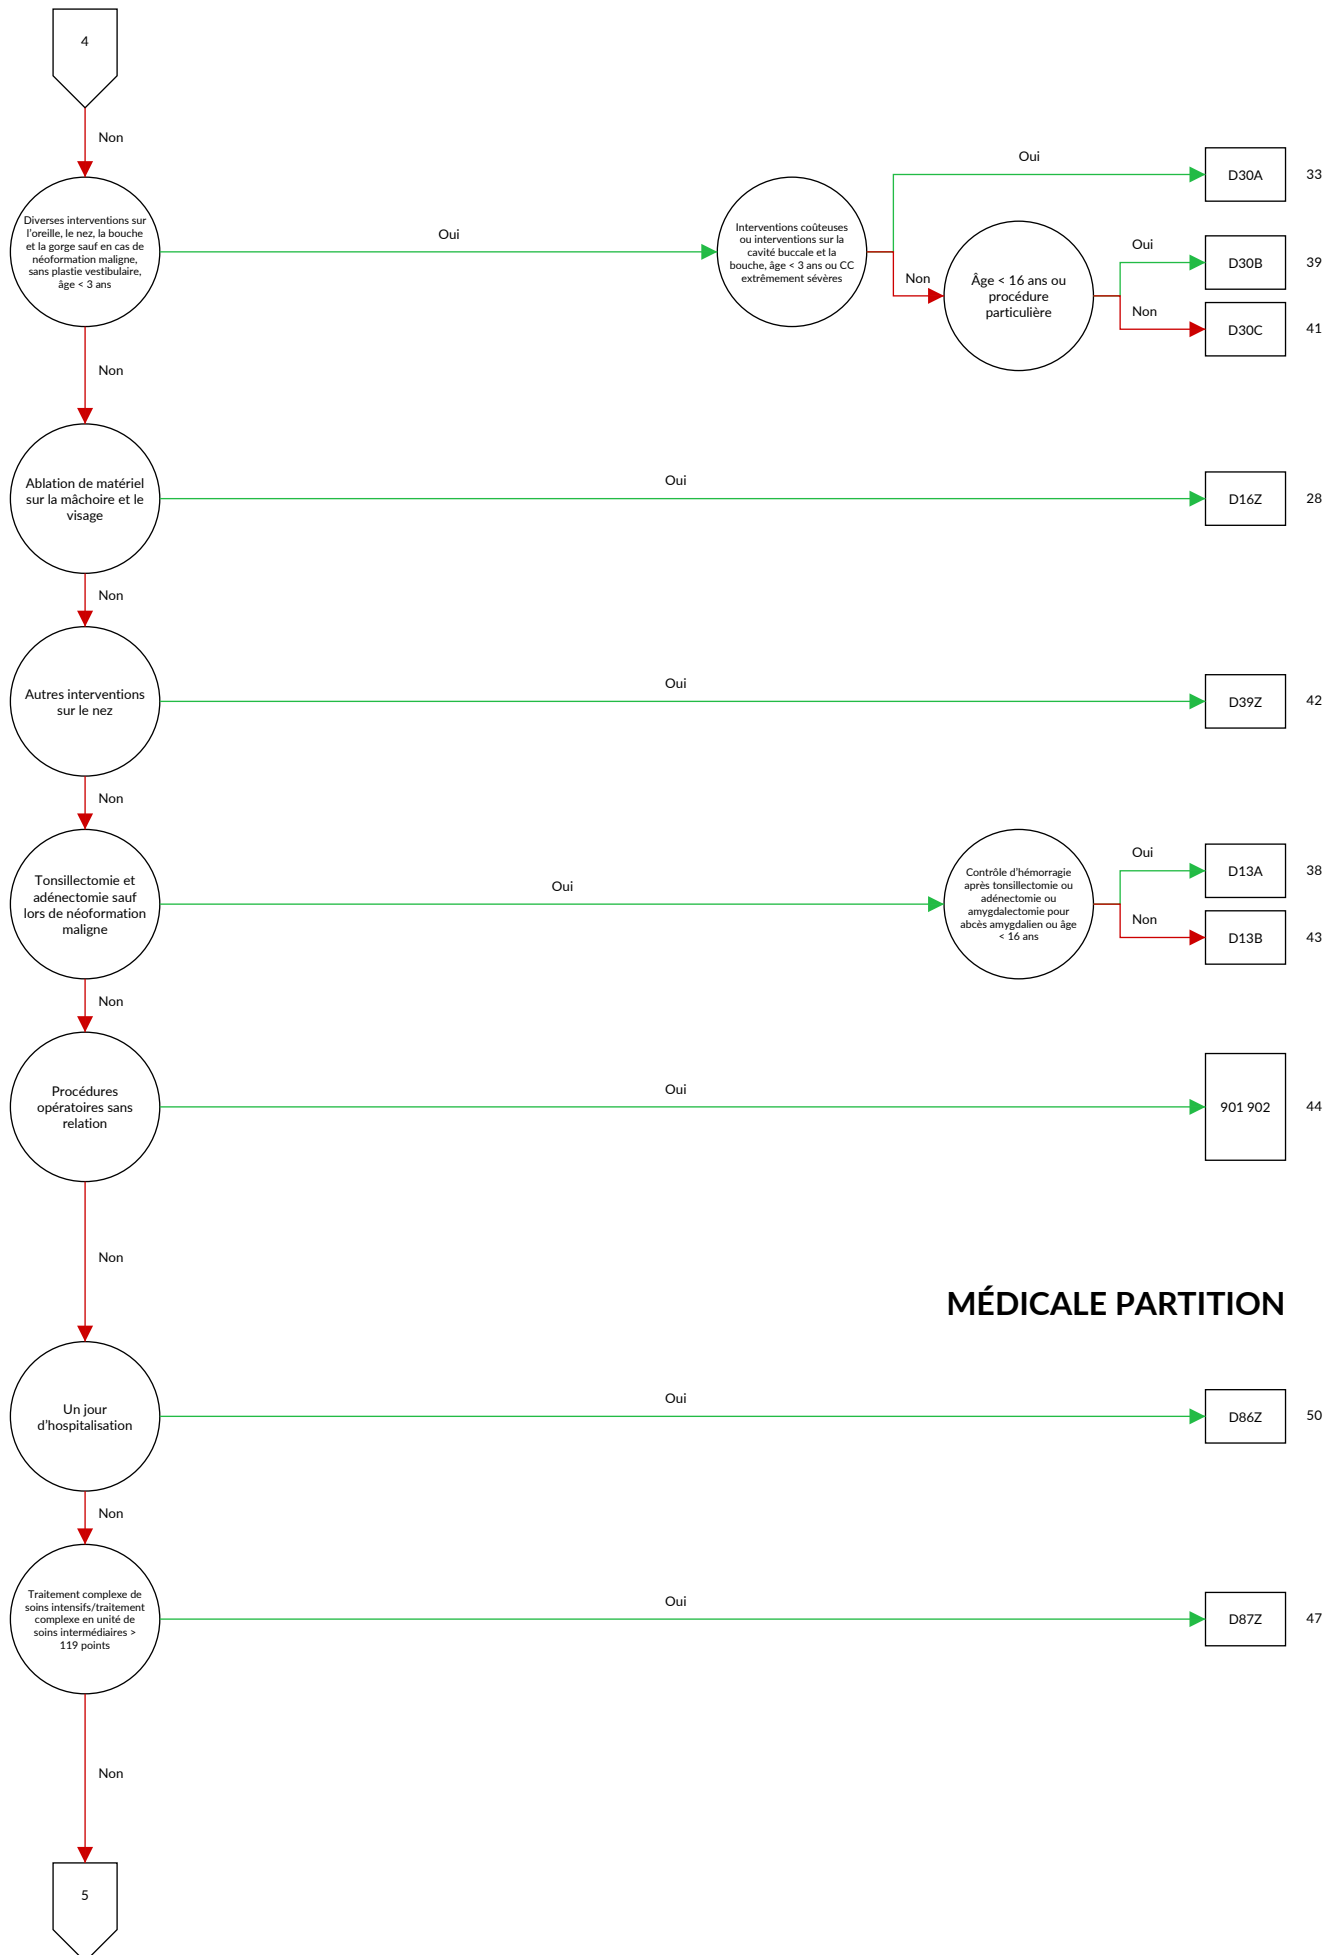 4
Non
Diverses interventions sur
l'oreille, le nez, la bouche
et la gorge sauf en cas de
néoformation maligne,
sans plastie vestibulaire,
âge < 3 ans
Oui
Interventions coûteuses
ou interventions sur la
cavité buccale et la
bouche, âge < 3 ans ou CC
extrêmement sévères
Oui
D30A
33
Non
Âge < 16 ans ou
procédure
particulière
Oui
D30B
39
Non
D30C
41
Non
Ablation de matériel
sur la mâchoire et le
visage
Oui
D16Z
28
Non
Autres interventions
sur le nez
Oui
D39Z
42
Non
Tonsillectomie et
adénectomie sauf
lors de néoformation
maligne
Oui
Contrôle d'hémorragie
après tonsillectomie ou
adénectomie ou
amygdalectomie pour
abcès amygdalien ou âge
< 16 ans
Oui
D13A
38
Non
D13B
43
Non
Procédures
opératoires sans
relation
Oui
901 902
44
Non
MÉDICALE PARTITION
Un jour
d'hospitalisation
Oui
D86Z
50
Non
Traitement complexe de
soins intensifs/traitement
complexe en unité de
soins intermédiaires >
119 points
Oui
D87Z
47
Non
5